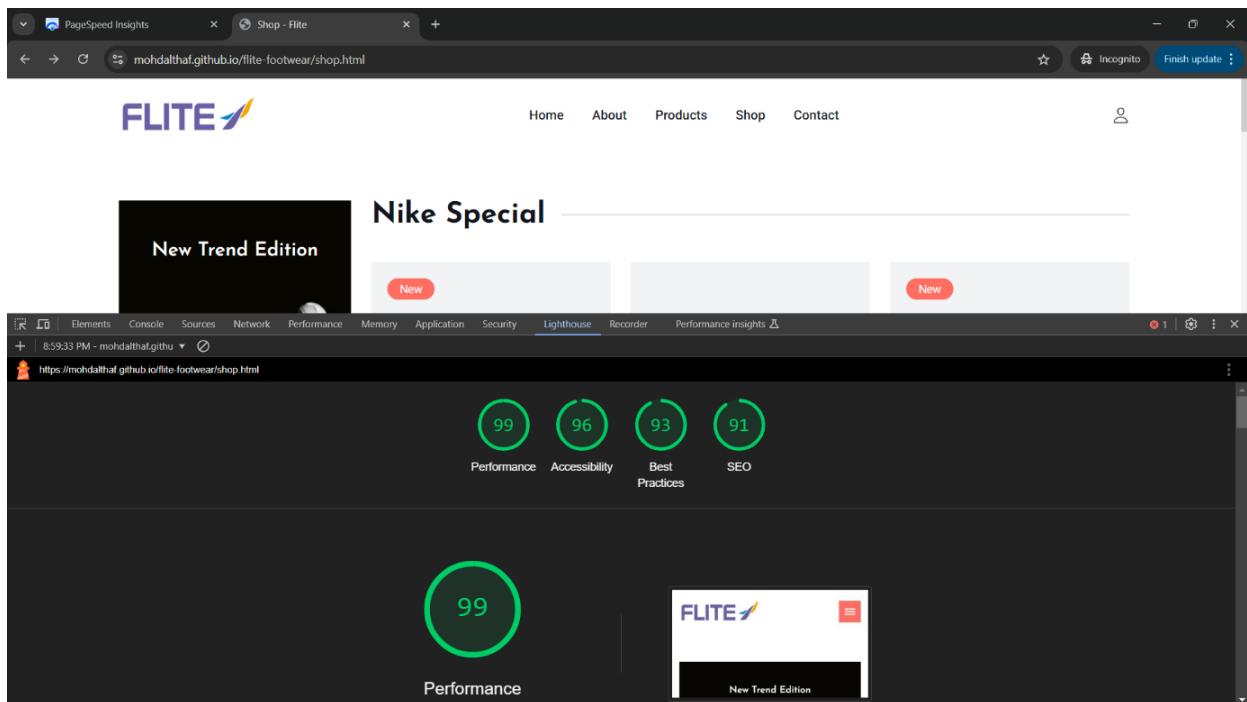 PageSpeed Insights × Shop - Flite × +
mohdalthaf.github.io/flite-footwear/shop.html Incognito Finish update
FLITE Home About Products Shop Contact
New Trend Edition
Nike Special
New New
Elements Console Sources Network Performance Memory Application Security Lighthouse Recorder Performance insights 1
8:59:33 PM - mohdalthaf.githu
https://mohdalthaf.github.io/flite-footwear/shop.html
99 96 93 91
Performance Accessibility Best Practices SEO
99
Performance
FLITE
New Trend Edition